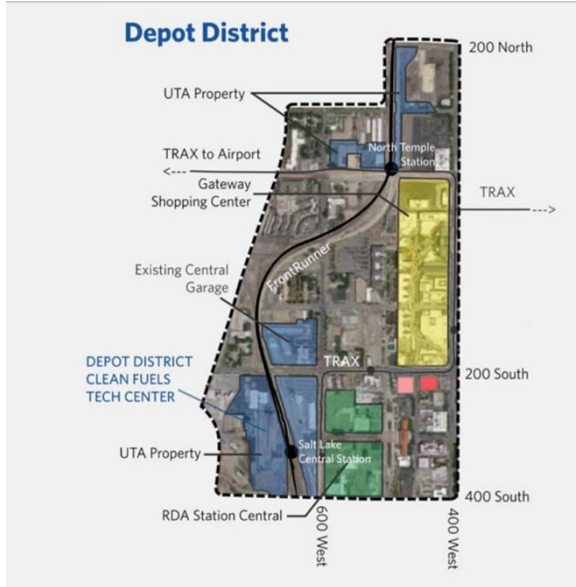 Depot District
200 North
UTA Property
North Temple
Station
TRAX to Airport
Gateway
Shopping Center
TRAX
FrontRunner
Existing Central
Garage
TRAX
DEPOT DISTRICT
CLEAN FUELS
TECH CENTER
200 South
UTA Property
Salt Lake
Central Station
400 South
RDA Station Central
600 West
400 West